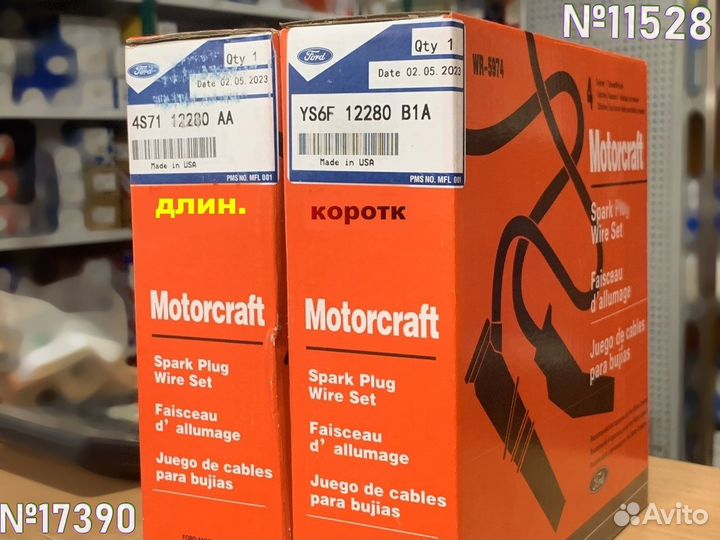 №11528
Ford
Qty 1
Date 02.05.2023
4S71 12280 AA
Made in USA
PMS NO. MFL 001
длин.
Motorcraft
Spark Plug
Wire Set
Faisceau
d'allumage
Juego de cables
para bujias
Ford
Qty 1
Date 02.05.2023
YS6F 12280 B1A
Made in USA
PMS NO. MFL 001
коротк
Motorcraft
Spark Plug
Wire Set
Faisceau
d'allumage
Juego de cables
para bujias
WR-5974
4
Motorcraft
Spark Plug
Wire Set
Faisceau
d'allumage
Juego de cables
para bujias
Ford
№17390
Avito